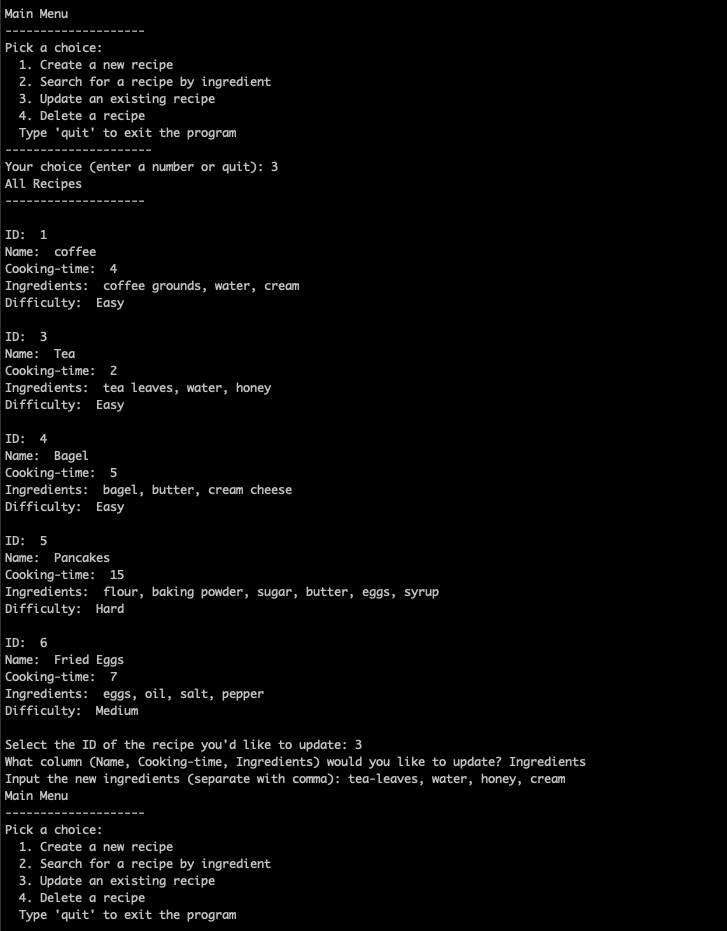 Main Menu
--------------------
Pick a choice:
  1. Create a new recipe
  2. Search for a recipe by ingredient
  3. Update an existing recipe
  4. Delete a recipe
  Type 'quit' to exit the program
---------------------
Your choice (enter a number or quit): 3
All Recipes
--------------------

ID:  1
Name:  coffee
Cooking-time:  4
Ingredients:  coffee grounds, water, cream
Difficulty:  Easy

ID:  3
Name:  Tea
Cooking-time:  2
Ingredients:  tea leaves, water, honey
Difficulty:  Easy

ID:  4
Name:  Bagel
Cooking-time:  5
Ingredients:  bagel, butter, cream cheese
Difficulty:  Easy

ID:  5
Name:  Pancakes
Cooking-time:  15
Ingredients:  flour, baking powder, sugar, butter, eggs, syrup
Difficulty:  Hard

ID:  6
Name:  Fried Eggs
Cooking-time:  7
Ingredients:  eggs, oil, salt, pepper
Difficulty:  Medium

Select the ID of the recipe you'd like to update: 3
What column (Name, Cooking-time, Ingredients) would you like to update? Ingredients
Input the new ingredients (separate with comma): tea-leaves, water, honey, cream
Main Menu
--------------------
Pick a choice:
  1. Create a new recipe
  2. Search for a recipe by ingredient
  3. Update an existing recipe
  4. Delete a recipe
  Type 'quit' to exit the program